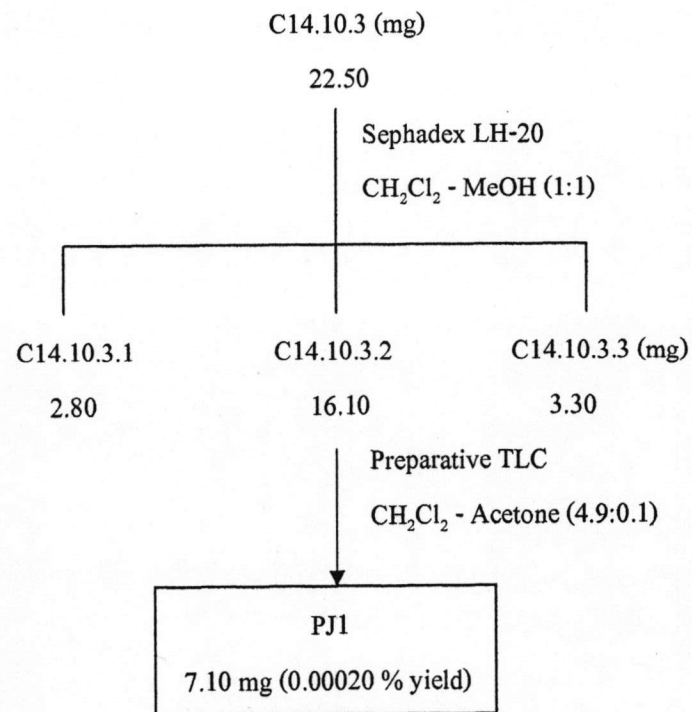 C14.10.3 (mg)
22.50
Sephadex LH-20
CH₂Cl₂ - MeOH (1:1)
C14.10.3.1 C14.10.3.2 C14.10.3.3 (mg)
2.80 16.10 3.30
Preparative TLC
CH₂Cl₂ - Acetone (4.9:0.1)
PJ1
7.10 mg (0.00020 % yield)